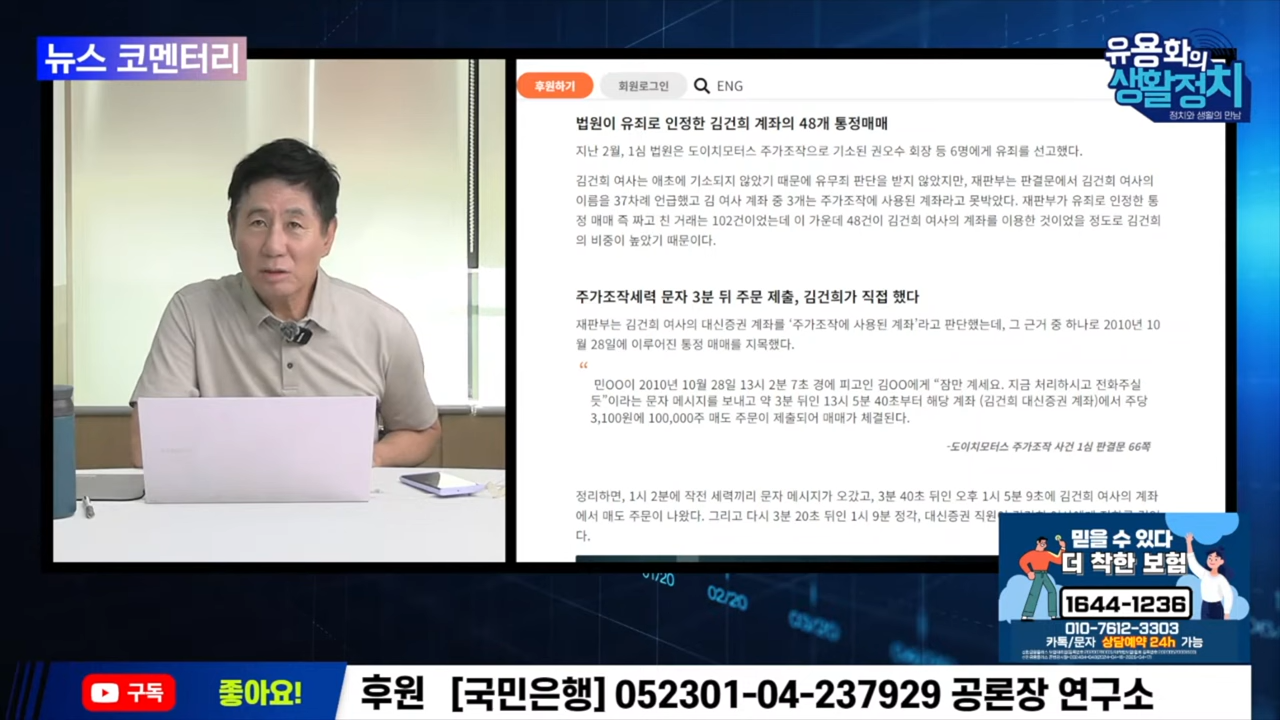 뉴스 코멘터리
유용화의
생활정치
정치와 생활의 만남
후원하기
회원로그인
ENG
법원이 유죄로 인정한 김건희 계좌의 48개 통정매매
지난 2월, 1심 법원은 도이치모터스 주가조작으로 기소된 권오수 회장 등 6명에게 유죄를 선고했다.
김건희 여사는 애초에 기소되지 않았기 때문에 유무죄 판단을 받지 않았지만, 재판부는 판결문에서 김건희 여사의
이름을 37차례 언급했고 김 여사 계좌 중 3개는 주가조작에 사용된 계좌라고 못박았다. 재판부가 유죄로 인정한 통
정 매매 즉 짜고 친 거래는 102건이었는데 이 가운데 48건이 김건희 여사의 계좌를 이용한 것이었을 정도로 김건희
의 비중이 높았기 때문이다.
주가조작세력 문자 3분 뒤 주문 제출, 김건희가 직접 했다
재판부는 김건희 여사의 대신증권 계좌를 ‘주가조작에 사용된 계좌’라고 판단했는데, 그 근거 중 하나로 2010년 10
월 28일에 이루어진 통정 매매를 지목했다.
“
민OO이 2010년 10월 28일 13시 2분 7초 경에 피고인 김OO에게 “잠만 계세요. 지금 처리하시고 전화주실
듯”이라는 문자 메시지를 보내고 약 3분 뒤인 13시 5분 40초부터 해당 계좌 (김건희 대신증권 계좌)에서 주당
3,100원에 100,000주 매도 주문이 제출되어 매매가 체결된다.
-도이치모터스 주가조작 사건 1심 판결문 66쪽
정리하면, 1시 2분에 작전 세력끼리 문자 메시지가 오갔고, 3분 40초 뒤인 오후 1시 5분 9초에 김건희 여사의 계좌
에서 매도 주문이 나왔다. 그리고 다시 3분 20초 뒤인 1시 9분 정각, 대신증권 직원
다.
믿을 수 있다
더 착한 보험
1644-1236
010-7612-3303
카톡/문자 상담예약 24h 가능
01/20
02/20
03/20
구독
좋아요!
후원 [국민은행] 052301-04-237929 공론장 연구소